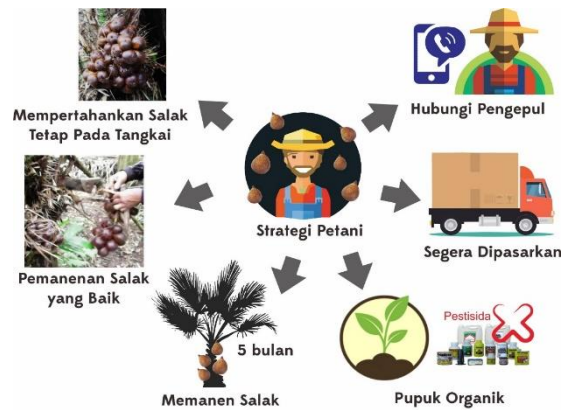 Mempertahankan Salak
Tetap Pada Tangkai
Hubungi Pengepul
Strategi Petani
Pemanenan Salak
yang Baik
Segera Dipasarkan
5 bulan
Memanen Salak
Pestisida
Pupuk Organik